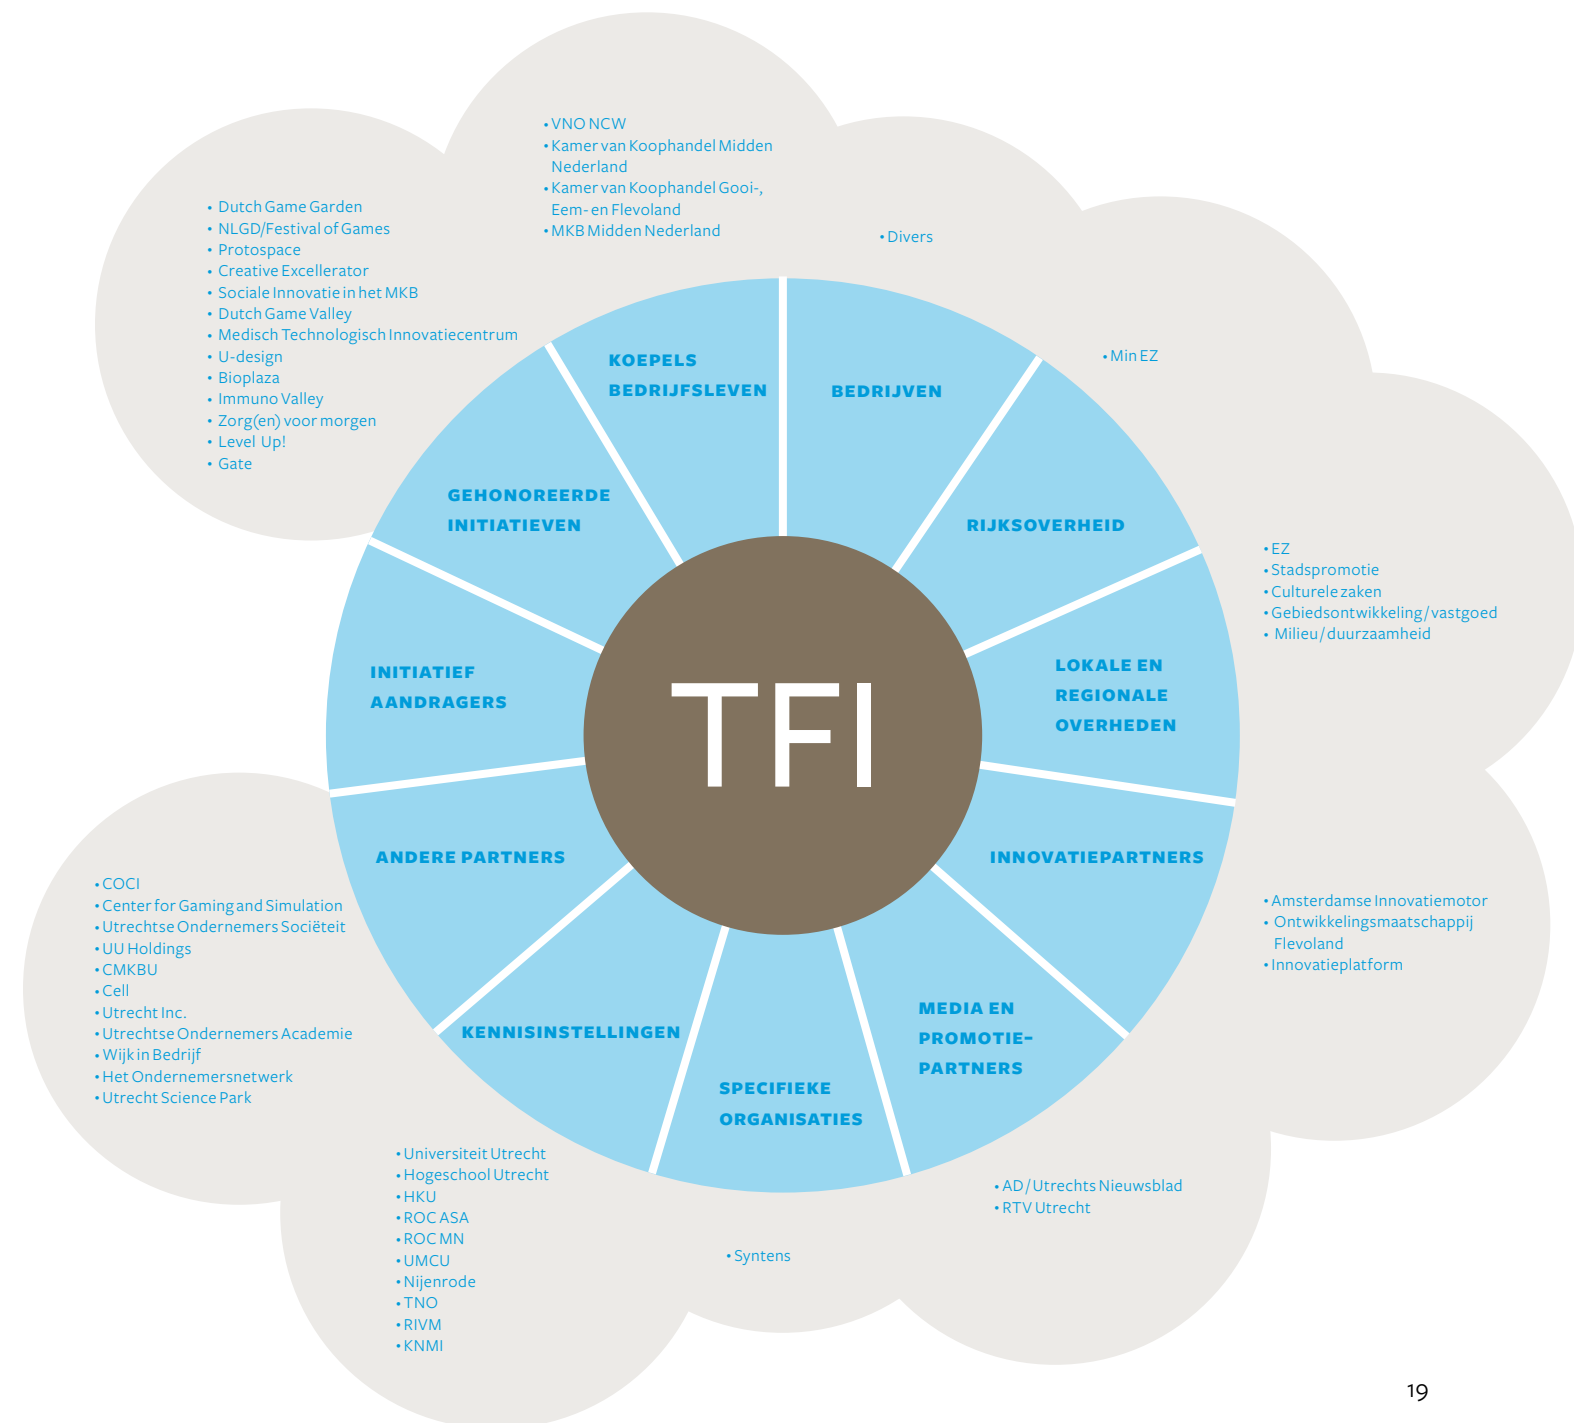 • VNO NCW
• Kamer van Koophandel Midden
Nederland
• Kamer van Koophandel Gooi-,
Eem- en Flevoland
• MKB Midden Nederland
• Divers
• Min EZ
• Dutch Game Garden
• NLGD/Festival of Games
• Protospace
• Creative Excellerator
• Sociale Innovatie in het MKB
• Dutch Game Valley
• Medisch Technologisch Innovatiecentrum
• U-design
• Bioplaza
• Immuno Valley
• Zorg(en) voor morgen
• Level Up!
• Gate
KOEPELS
BEDRIJFSLEVEN
BEDRIJVEN
GEHONOREERDE
INITIATIEVEN
RIJKSOVERHEID
• EZ
• Stadspromotie
• Culturele zaken
• Gebiedsontwikkeling/vastgoed
• Milieu/duurzaamheid
INITIATIEF
AANDRAGERS
TFI
LOKALE EN
REGIONALE
OVERHEDEN
ANDERE PARTNERS
INNOVATIEPARTNERS
• COCI
• Center for Gaming and Simulation
• Utrechtse Ondernemers Sociëteit
• UU Holdings
• CMKBU
• Cell
• Utrecht Inc.
• Utrechtse Ondernemers Academie
• Wijk in Bedrijf
• Het Ondernemersnetwerk
• Utrecht Science Park
• Amsterdamse Innovatiemotor
• Ontwikkelingsmaatschappij
Flevoland
• Innovatieplatform
KENNISINSTELLINGEN
MEDIA EN
PROMOTIE-
PARTNERS
SPECIFIEKE
ORGANISATIES
• Universiteit Utrecht
• Hogeschool Utrecht
• HKU
• ROC ASA
• ROC MN
• UMCU
• Nijenrode
• TNO
• RIVM
• KNMI
• Syntens
• AD/Utrechts Nieuwsblad
• RTV Utrecht
19